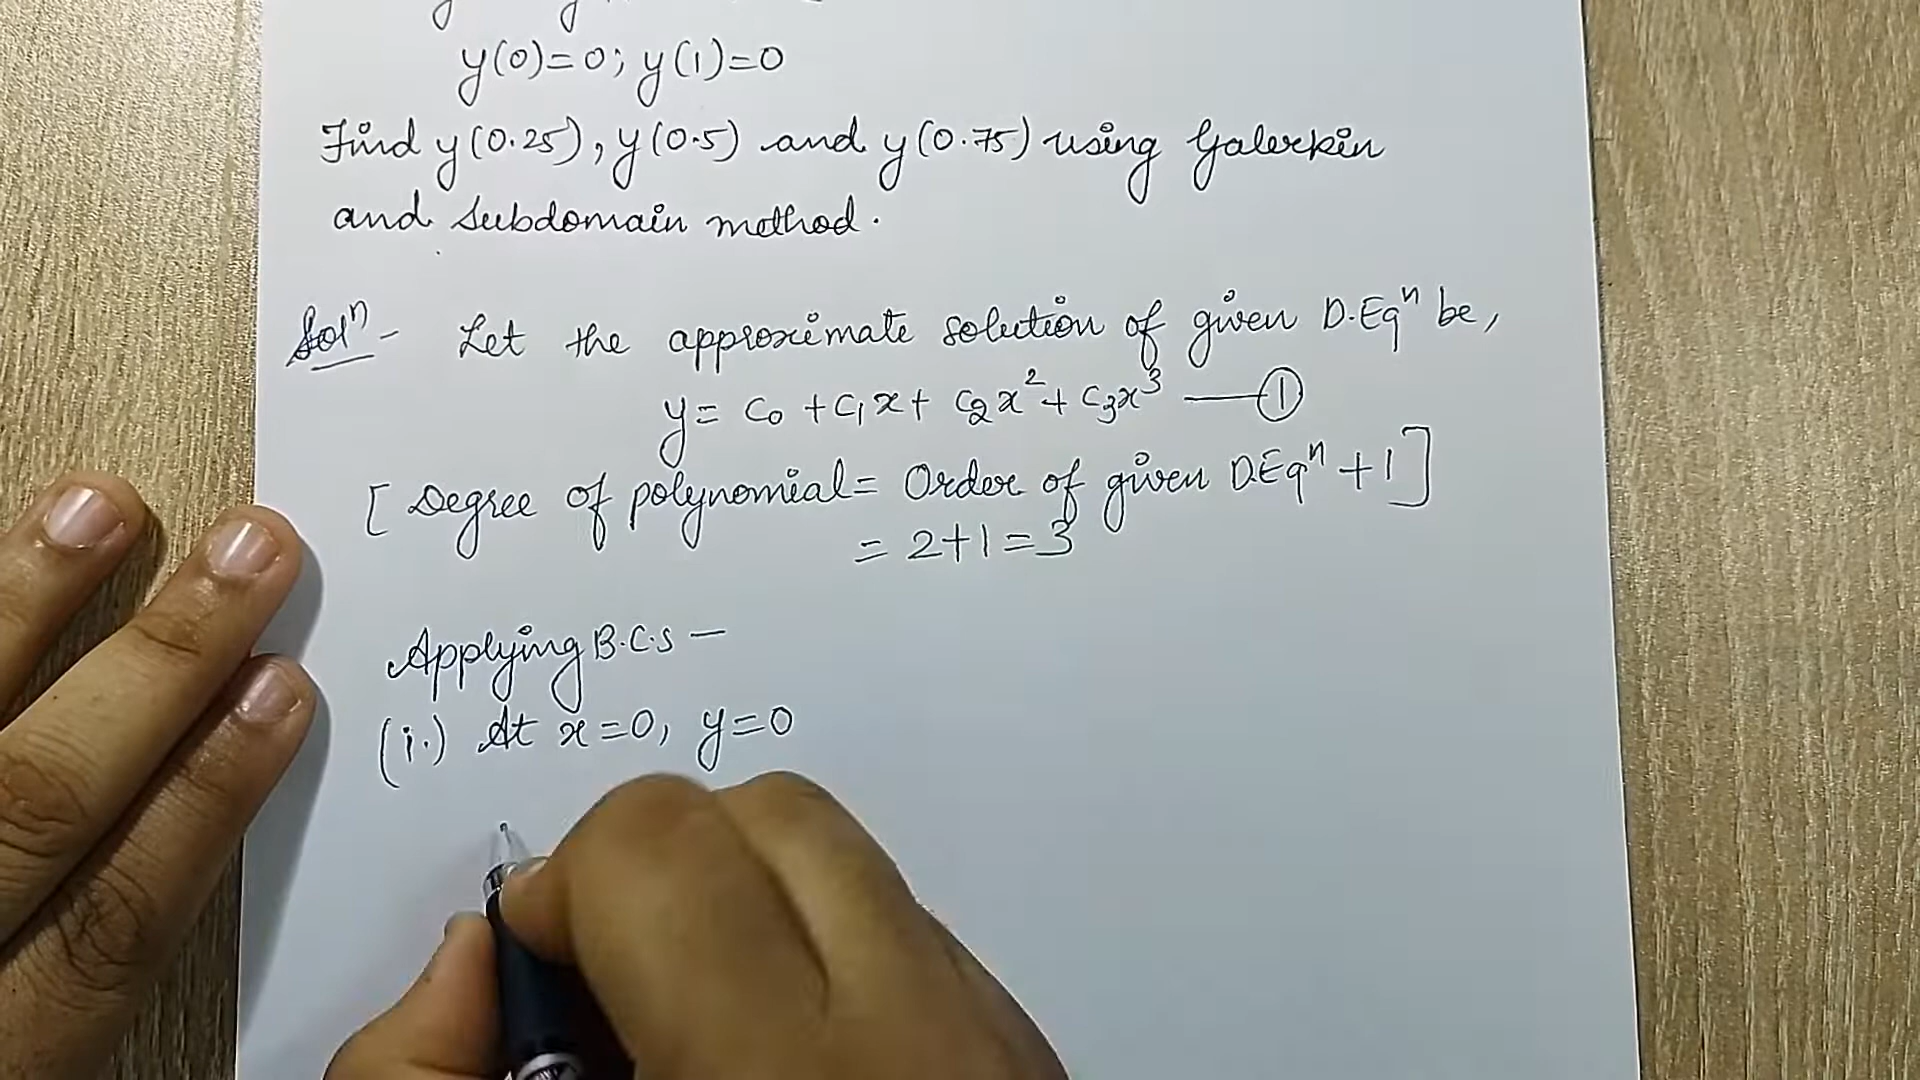 y(0)=0; y(1)=0
Find y(0.25), y(0.5) and y(0.75) using Galerkin
and Subdomain method.
Solⁿ- Let the approximate solution of given D.Eqⁿ be,
y= c₀ +c₁x+ c₂x²+ c₃x³ —①
[ Degree of polynomial= Order of given D.Eqⁿ +1]
= 2+1=3
Applying B.C.s —
(i.) At x=0, y=0